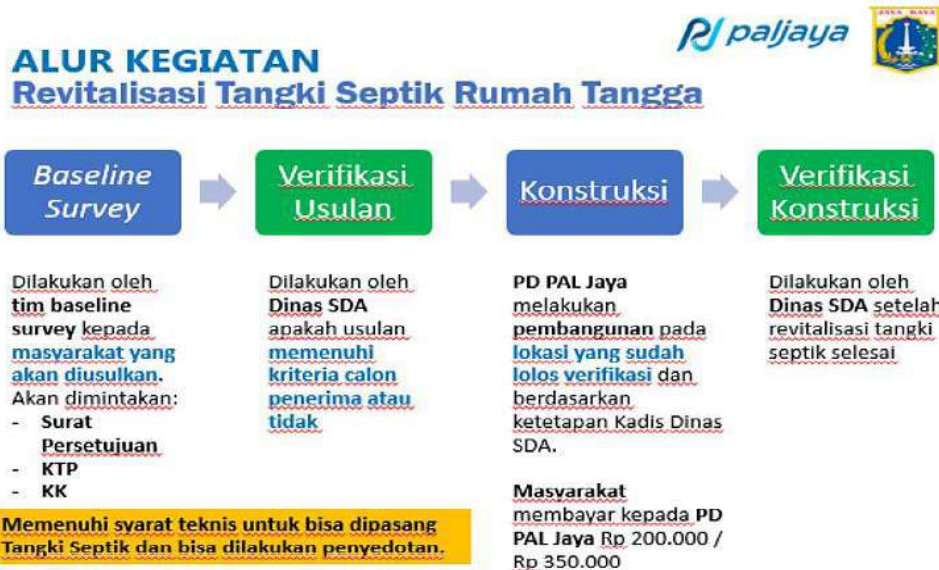 paljaya
JAYA RAYA
ALUR KEGIATAN
Revitalisasi Tangki Septik Rumah Tangga
Baseline
Survey
Verifikasi
Usulan
Konstruksi
Verifikasi
Konstruksi
Dilakukan oleh
tim baseline
survey kepada
masyarakat yang
akan diusulkan.
Akan dimintakan:
- Surat
Persetujuan
- KTP
- KK
Memenuhi syarat teknis untuk bisa dipasang
Tangki Septik dan bisa dilakukan penyedotan.
Dilakukan oleh
Dinas SDA
apakah usulan
memenuhi
kriteria calon
penerima atau
tidak
PD PAL Jaya
melakukan
pembangunan pada
lokasi yang sudah
lolos verifikasi dan
berdasarkan
ketetapan Kadis Dinas
SDA.
Masyarakat
membayar kepada PD
PAL Jaya Rp 200.000 /
Rp 350.000
Dilakukan oleh
Dinas SDA setelah
revitalisasi tangki
septik selesai